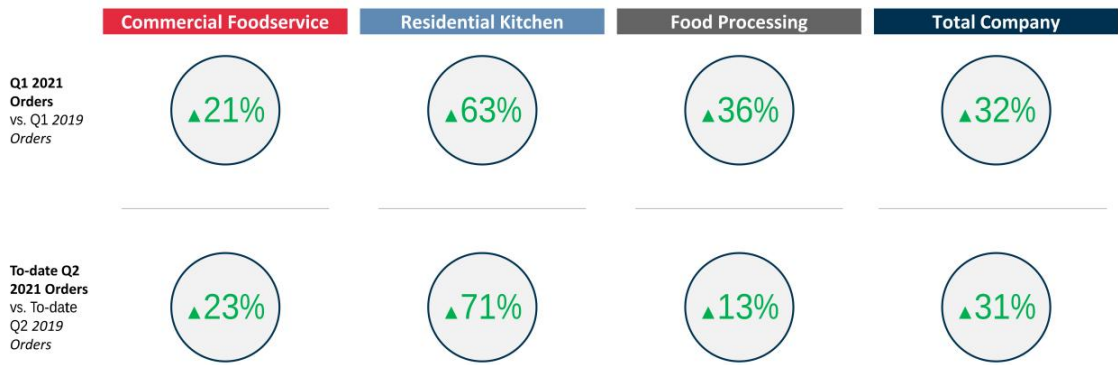 Commercial Foodservice
Residential Kitchen
Food Processing
Total Company
Q1 2021
Orders
vs. Q1 2019
Orders
▲21%
▲63%
▲36%
▲32%
To-date Q2
2021 Orders
vs. To-date
Q2 2019
Orders
▲23%
▲71%
▲13%
▲31%